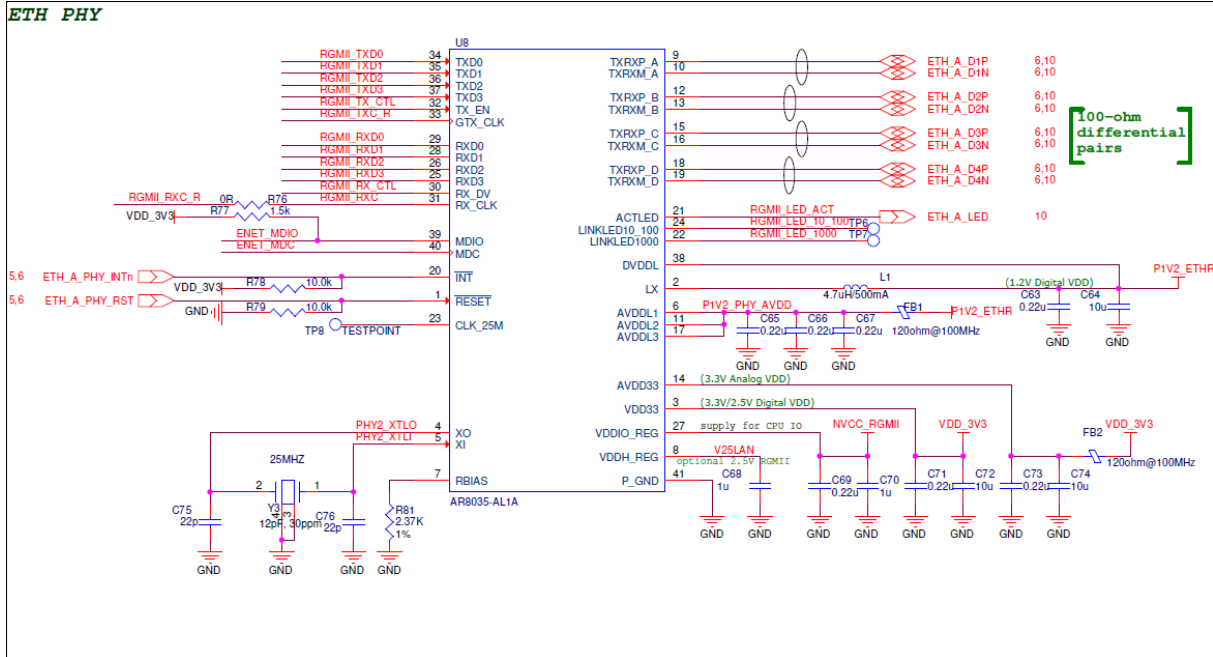 ETH PHY
U8
RGMII_TXD0 34 TXD0
RGMII_TXD1 35 TXD1
RGMII_TXD2 36 TXD2
RGMII_TXD3 37 TXD3
RGMII_TX_CTL 32 TX_EN
RGMII_TXC_R 33 GTX_CLK
RGMII_RXD0 29 RXD0
RGMII_RXD1 28 RXD1
RGMII_RXD2 26 RXD2
RGMII_RXD3 25 RXD3
RGMII_RX_CTL 30 RX_DV
RGMII_RXC_R 0R R76 RGMII_RXC 31 RX_CLK
VDD_3V3 R77 1.5k
ENET_MDIO 39 MDIO
ENET_MDC 40 MDC
5,6 ETH_A_PHY_INTn 20 INT
VDD_3V3 R78 10.0k
5,6 ETH_A_PHY_RST 1 RESET
GND R79 10.0k
TP8 TESTPOINT 23 CLK_25M
PHY2_XTLO 4 XO
PHY2_XTLI 5 XI
25MHZ
2 1
Y3
4 3
12pF, 30ppm
C75
22p
C76
22p
7 RBIAS
R81
2.37K
1%
GND GND GND GND
AR8035-AL1A
TXRXP_A 9 ETH_A_D1P 6,10
TXRXM_A 10 ETH_A_D1N 6,10
TXRXP_B 12 ETH_A_D2P 6,10
TXRXM_B 13 ETH_A_D2N 6,10
TXRXP_C 15 ETH_A_D3P 6,10
TXRXM_C 16 ETH_A_D3N 6,10
TXRXP_D 18 ETH_A_D4P 6,10
TXRXM_D 19 ETH_A_D4N 6,10
100-ohm
differential
pairs
ACTLED 21 RGMII_LED_ACT ETH_A_LED 10
LINKLED10_100 24 RGMII_LED_10_100 TP6
LINKLED1000 22 RGMII_LED_1000 TP7
DVDDL 38
LX 2 L1 4.7uH/500mA (1.2V Digital VDD) P1V2_ETHR
C63
0.22u
C64
10u
GND GND
AVDDL1 6 P1V2_PHY_AVDD FB1 P1V2_ETHR
AVDDL2 11
AVDDL3 17
120ohm@100MHz
C65
0.22u
C66
0.22u
C67
0.22u
GND GND GND
AVDD33 14 (3.3V Analog VDD)
VDD33 3 (3.3V/2.5V Digital VDD)
VDDIO_REG 27 supply for CPU IO NVCC_RGMII VDD_3V3 FB2 VDD_3V3
120ohm@100MHz
VDDH_REG 8 V25LAN
optional 2.5V RGMII
P_GND 41
C68
1u
C69
0.22u
C70
1u
C71
0.22u
C72
10u
C73
0.22u
C74
10u
GND GND GND GND GND GND GND GND